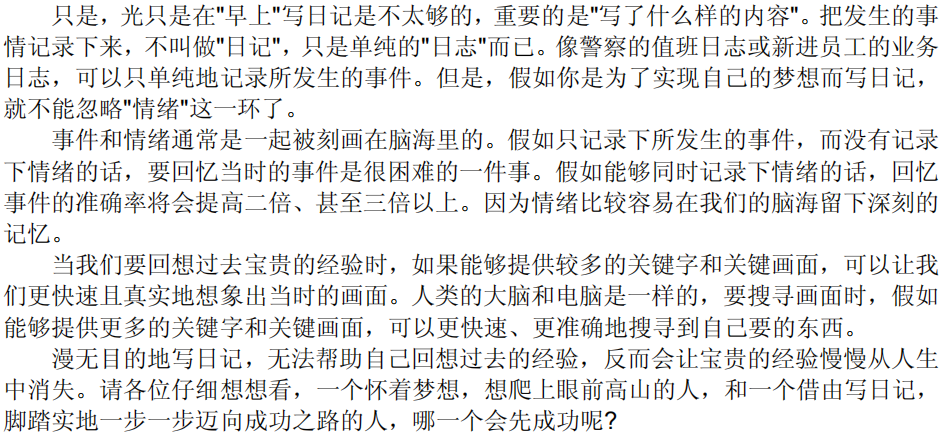 只是，光只是在"早上"写日记是不太够的，重要的是"写了什么样的内容"。把发生的事
情记录下来，不叫做"日记"，只是单纯的"日志"而已。像警察的值班日志或新进员工的业务
日志，可以只单纯地记录所发生的事件。但是，假如你是为了实现自己的梦想而写日记，
就不能忽略"情绪"这一环了。
事件和情绪通常是一起被刻画在脑海里的。假如只记录下所发生的事件，而没有记录
下情绪的话，要回忆当时的事件是很困难的一件事。假如能够同时记录下情绪的话，回忆
事件的准确率将会提高二倍、甚至三倍以上。因为情绪比较容易在我们的脑海留下深刻的
记忆。
当我们要回想过去宝贵的经验时，如果能够提供较多的关键字和关键画面，可以让我
们更快速且真实地想象出当时的画面。人类的大脑和电脑是一样的，要搜寻画面时，假如
能够提供更多的关键字和关键画面，可以更快速、更准确地搜寻到自己要的东西。
漫无目的地写日记，无法帮助自己回想过去的经验，反而会让宝贵的经验慢慢从人生
中消失。请各位仔细想想看，一个怀着梦想，想爬上眼前高山的人，和一个借由写日记，
脚踏实地一步一步迈向成功之路的人，哪一个会先成功呢？